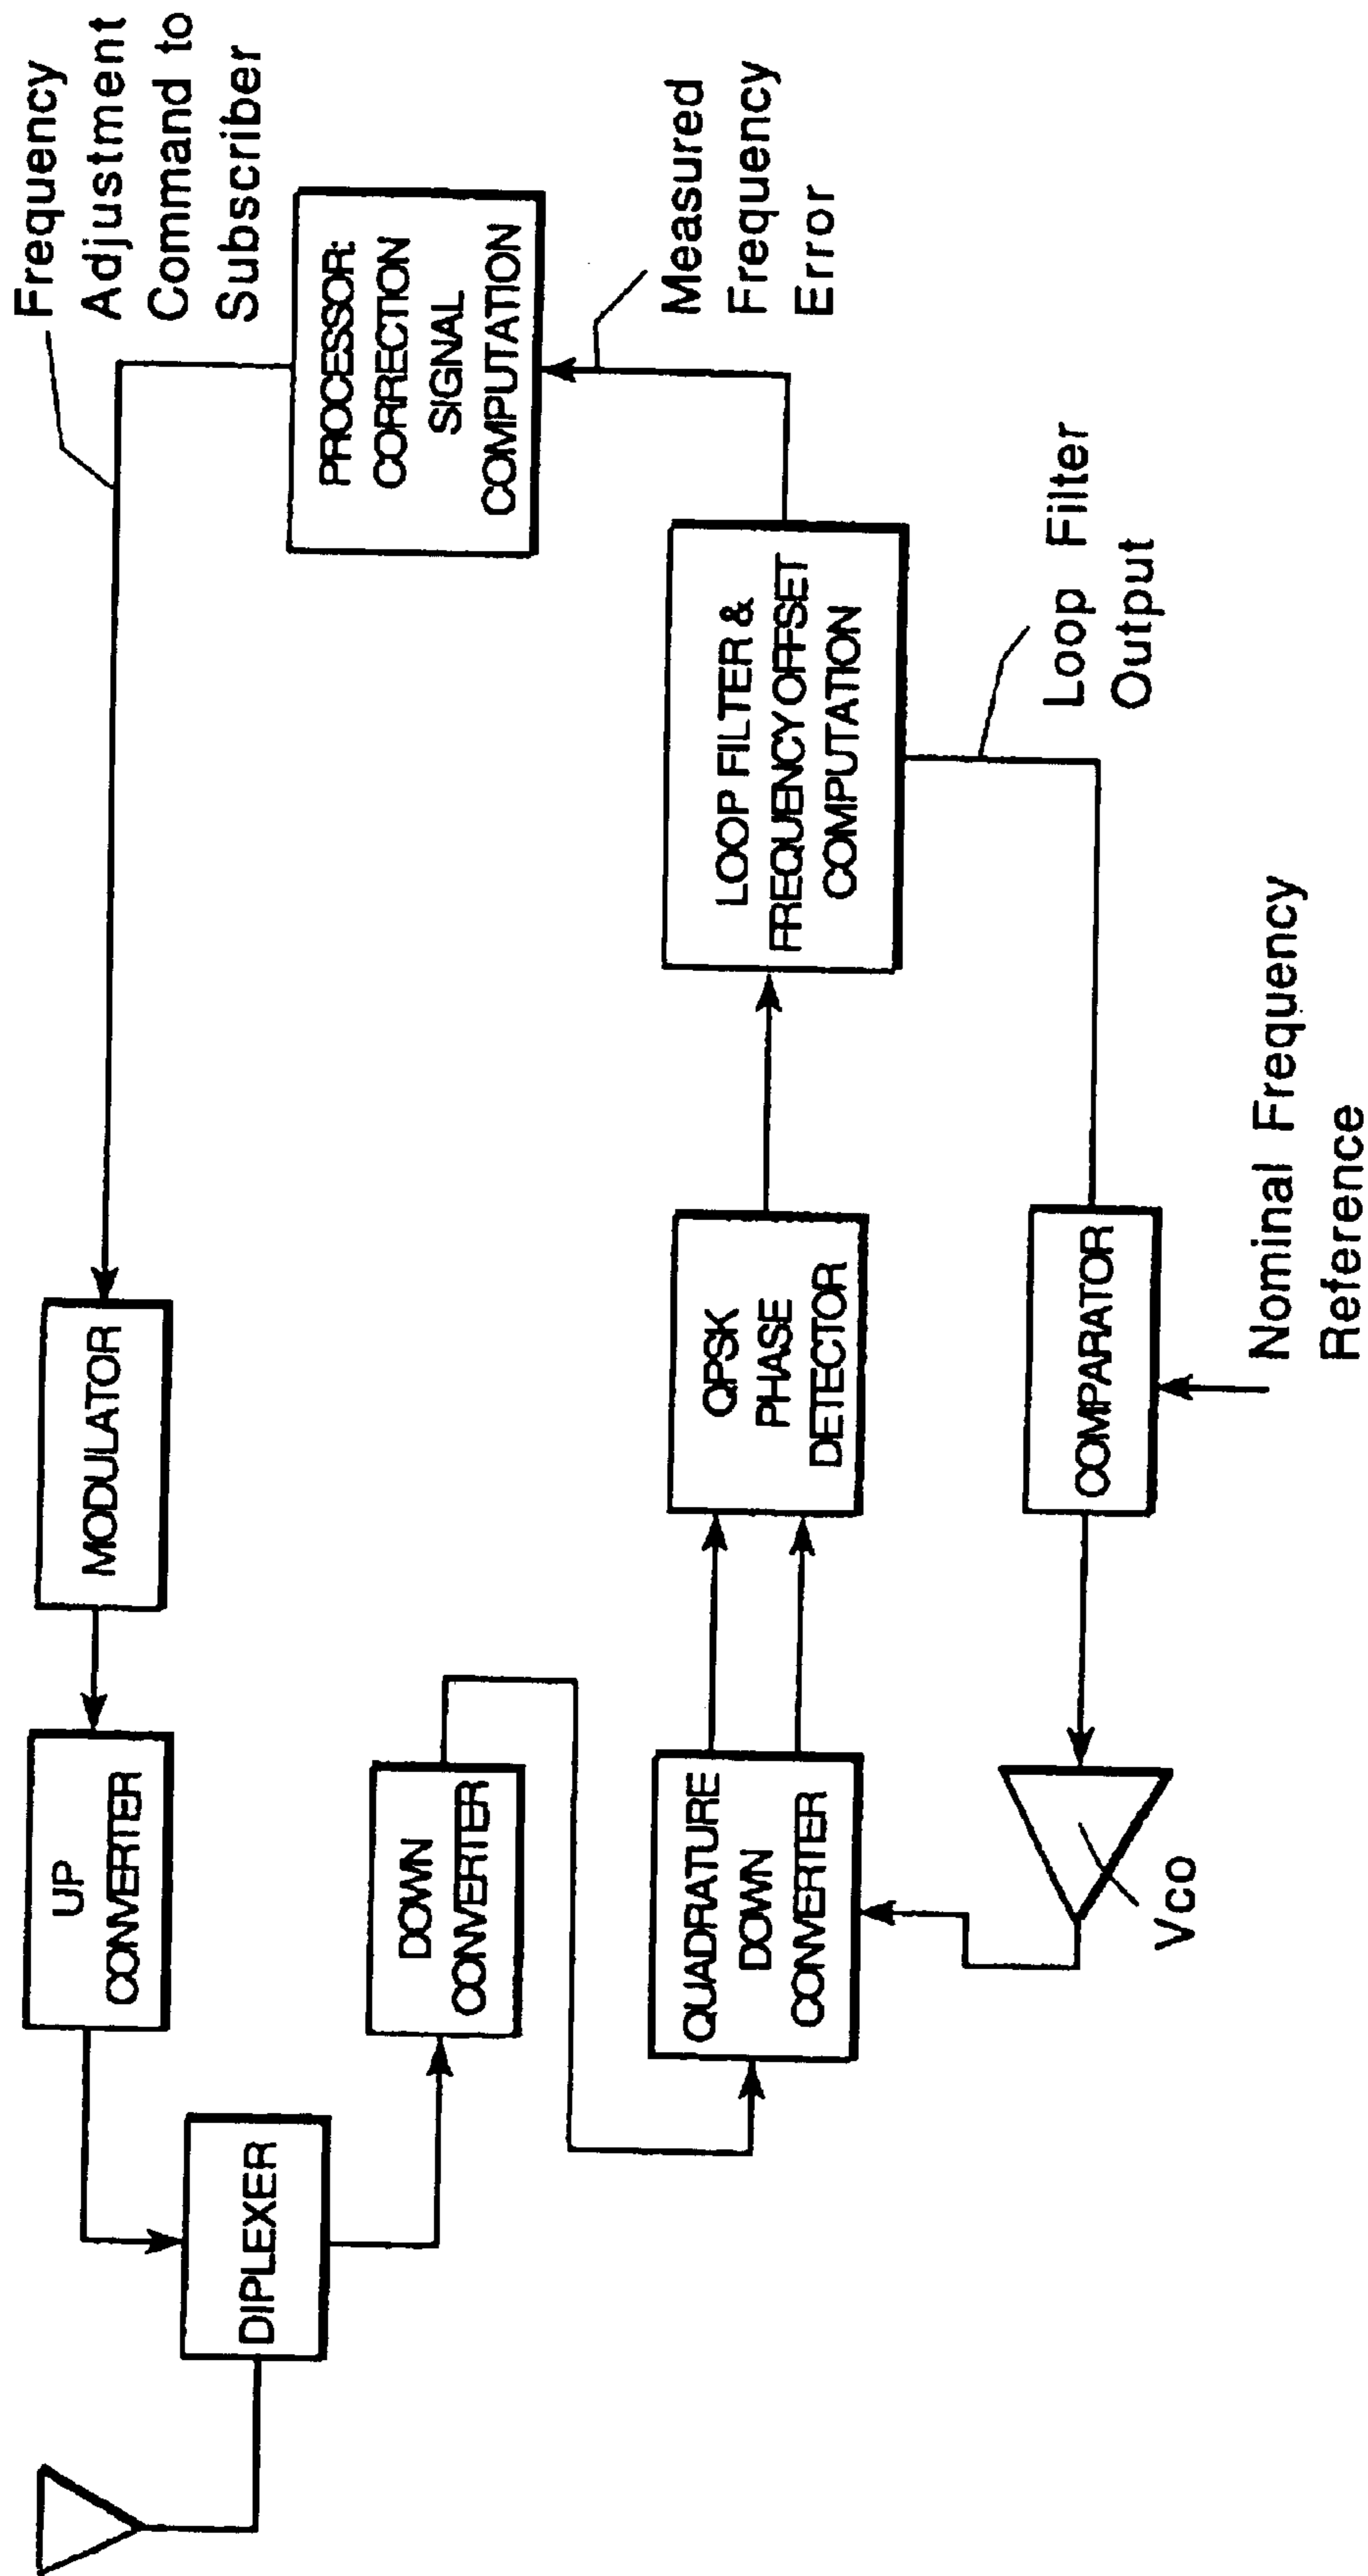 Frequency
Adjustment
Command to
Subscriber
UP
CONVERTER
MODULATOR
DIPLEXER
DOWN
CONVERTER
PROCESSOR:
CORRECTION
SIGNAL
COMPUTATION
Measured
Frequency
Error
QUADRATURE
DOWN
CONVERTER
QPSK
PHASE
DETECTOR
LOOP FILTER &
FREQUENCY OFFSET
COMPUTATION
Loop Filter
Output
COMPARATOR
Vco
Nominal Frequency
Reference